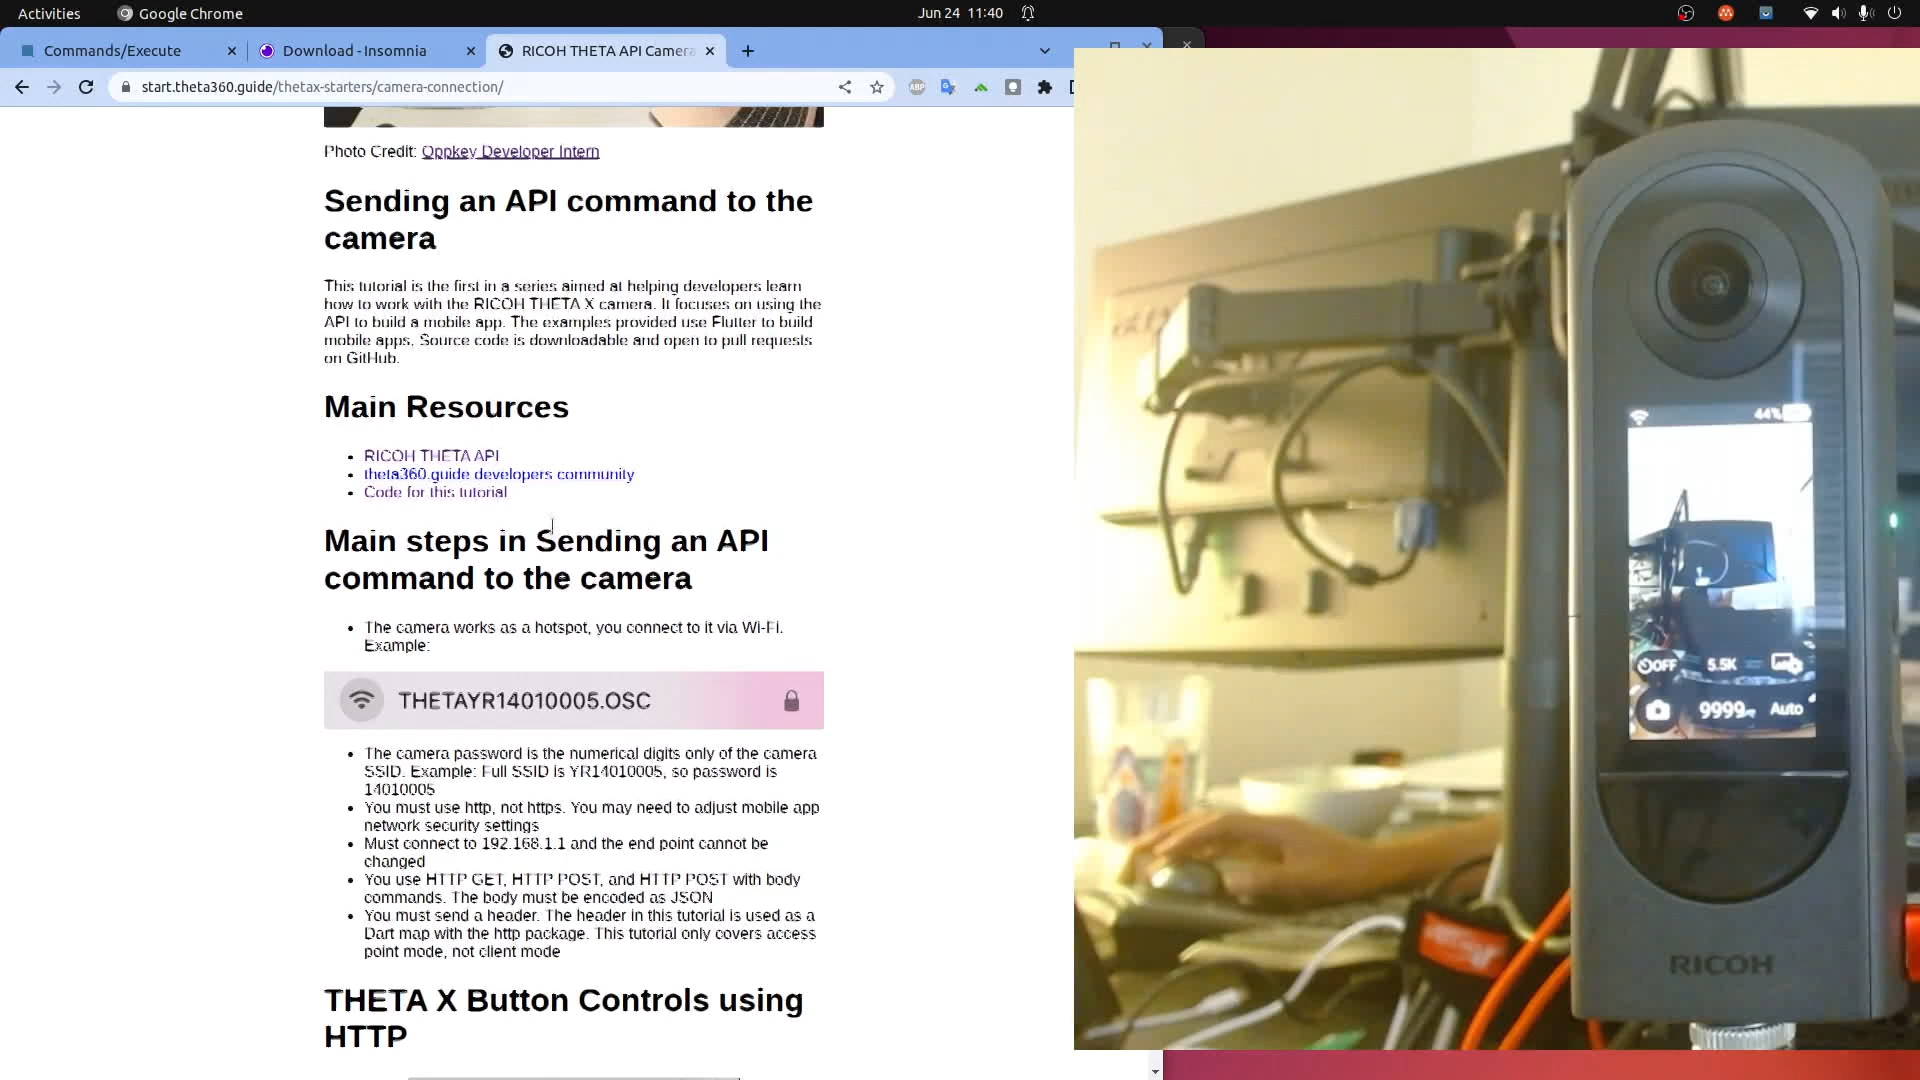 Activities
Google Chrome
Jun 24 11:40
Commands/Execute
Download - Insomnia
RICOH THETA API Camera
start.theta360.guide/thetax-starters/camera-connection/
ABP
Photo Credit: Oppkey Developer Intern
Sending an API command to the
camera
This tutorial is the first in a series aimed at helping developers learn
how to work with the RICOH THETA X camera. It focuses on using the
API to build a mobile app. The examples provided use Flutter to build
mobile apps, Source code is downloadable and open to pull requests
on GitHub.
Main Resources
RICOH THETA API
theta360.guide developers community
Code for this tutorial
Main steps in Sending an API
command to the camera
The camera works as a hotspot, you connect to it via Wi-Fi.
Example:
THETAYR14010005.OSC
The camera password is the numerical digits only of the camera
SSID. Example: Full SSID is YR14010005, so password is
14010005
You must use http, not https. You may need to adjust mobile app
network security settings
Must connect to 192.168.1.1 and the end point cannot be
changed
You use HTTP GET, HTTP POST, and HTTP POST with body
commands. The body must be encoded as JSON
You must send a header. The header in this tutorial is used as a
Dart map with the http package. This tutorial only covers access
point mode, not client mode
THETA X Button Controls using
HTTP
44%
OFF
5.5K
9999+
Auto
RICOH